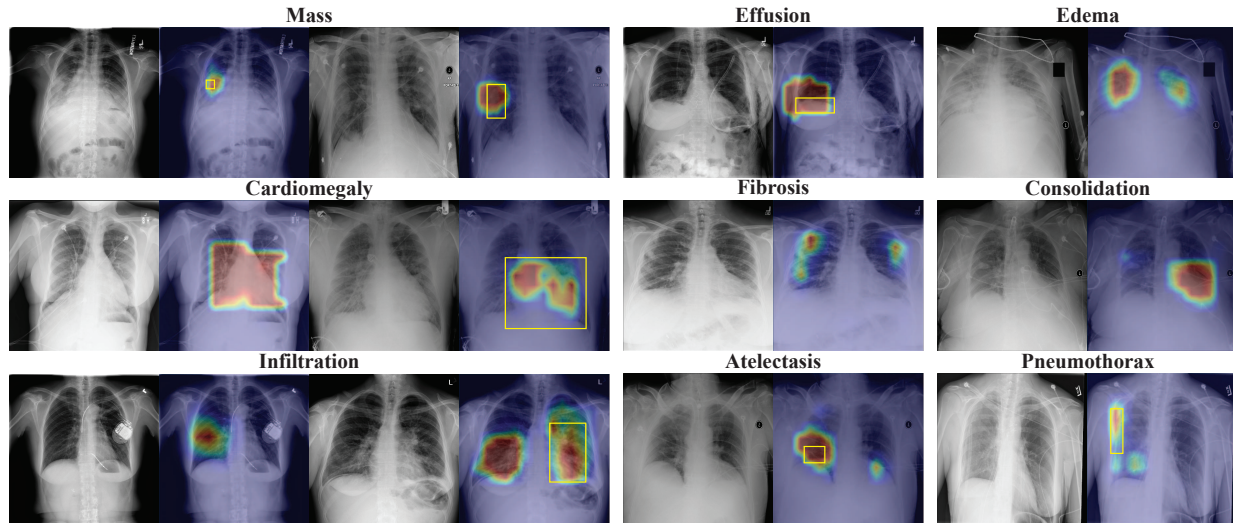 Mass
Effusion
Edema
Cardiomegaly
Fibrosis
Consolidation
Infiltration
Atelectasis
Pneumothorax
L
L